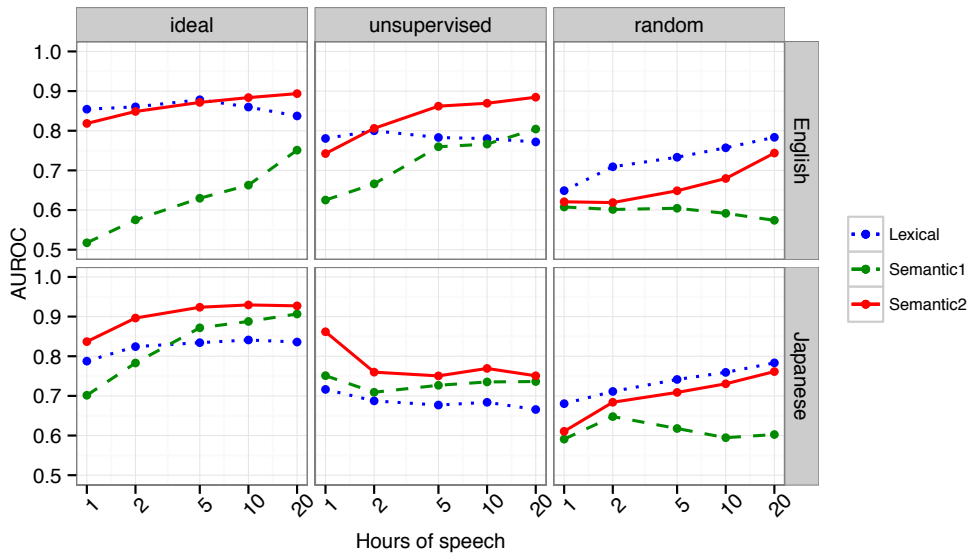 ideal unsupervised random
1.0
0.9
0.8
0.7
0.6
0.5
English
1.0
0.9
0.8
0.7
0.6
0.5
Japanese
AUROC
1 2 5 10 20 1 2 5 10 20 1 2 5 10 20
Hours of speech
Lexical
Semantic1
Semantic2